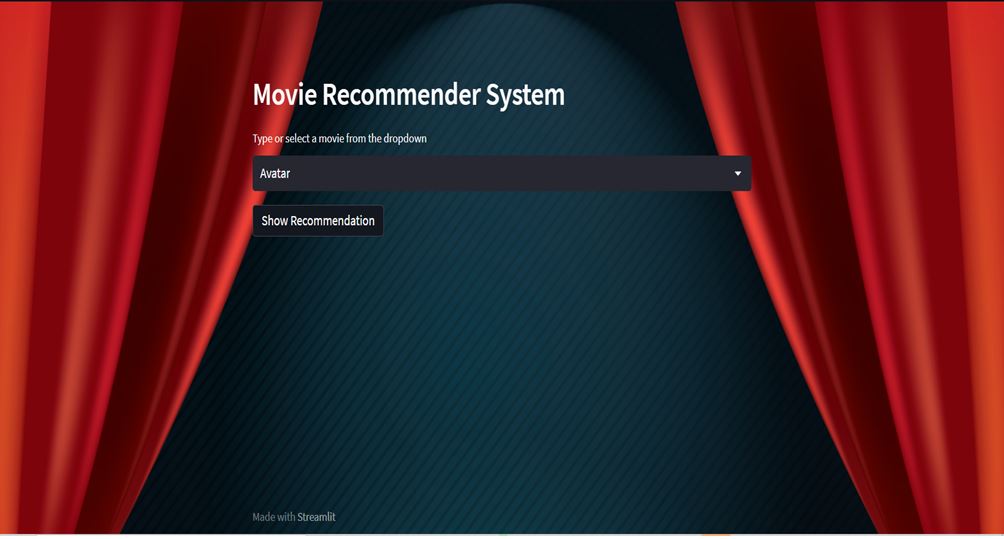 Movie Recommender System
Type or select a movie from the dropdown
Avatar
Show Recommendation
Made with Streamlit